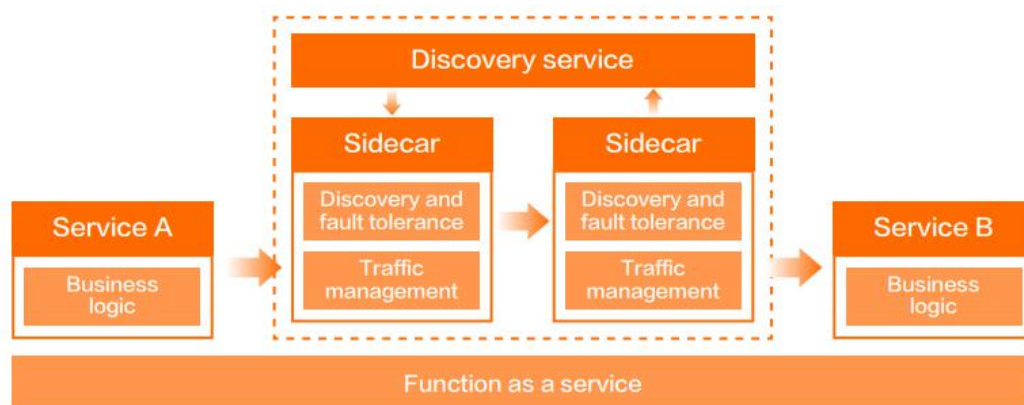 Discovery service
Sidecar
Discovery and
fault tolerance
Traffic
management
Sidecar
Discovery and
fault tolerance
Traffic
management
Service A
Business
logic
Service B
Business
logic
Function as a service